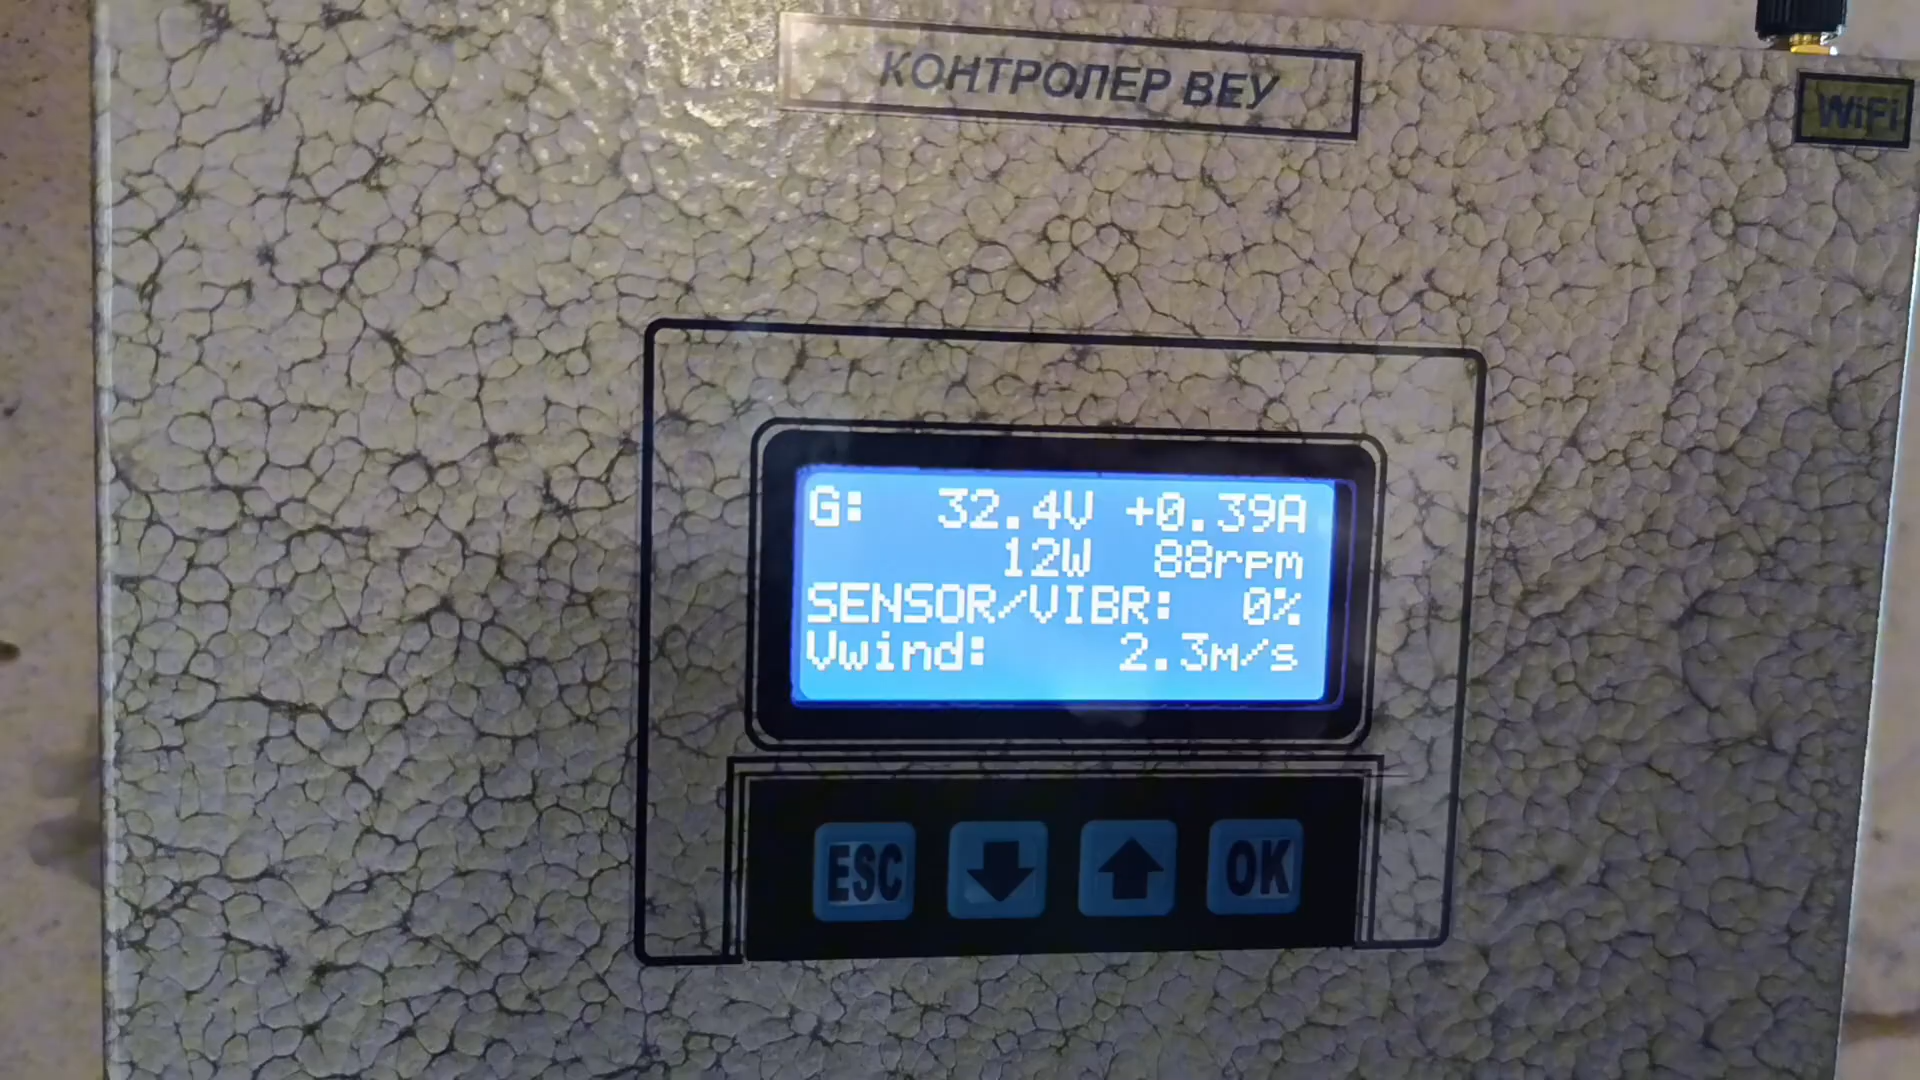 КОНТРОЛЕР ВЕУ
WiFi
G: 32.4V +0.39A
12W 88rpm
SENSOR/VIBR: 0%
Vwind: 2.3м/s
ESC
OK